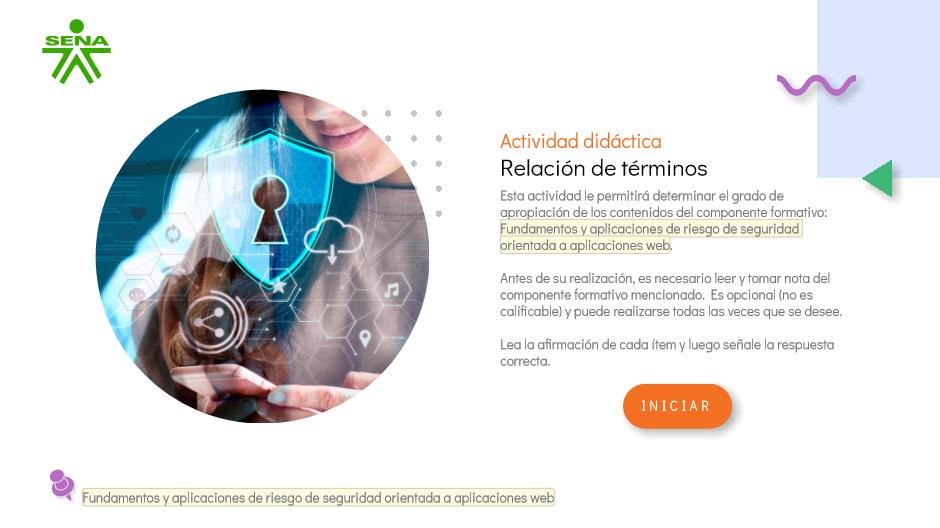 SENA
Actividad didáctica
Relación de términos
Esta actividad le permitirá determinar el grado de
apropiación de los contenidos del componente formativo:
Fundamentos y aplicaciones de riesgo de seguridad
orientada a aplicaciones web.
Antes de su realización, es necesario leer y tomar nota del
componente formativo mencionado. Es opcional (no es
calificable) y puede realizarse todas las veces que se desee.
Lea la afirmación de cada ítem y luego señale la respuesta
correcta.
INICIAR
Fundamentos y aplicaciones de riesgo de seguridad orientada a aplicaciones web